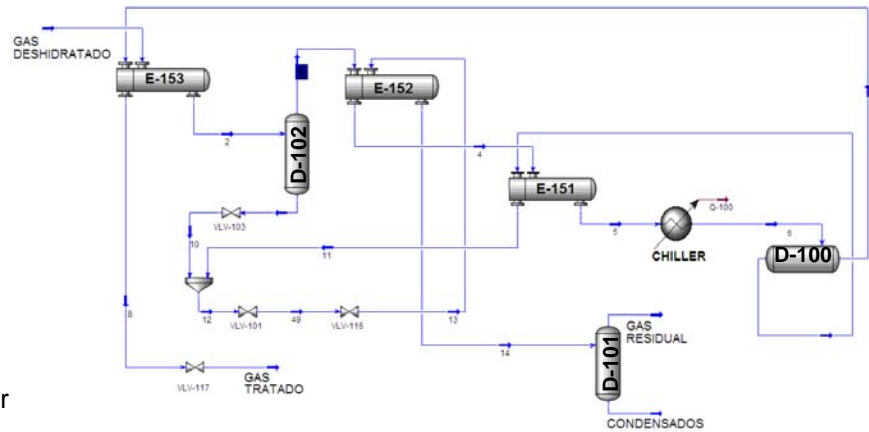 GAS
DESHIDRATADO
E-153
E-152
D-102
2
4
E-151
Q-100
VLV-103
5
6
CHILLER
D-100
10
11
12
VLV-101
49
VLV-115
13
8
14
GAS
RESIDUAL
D-101
VLV-117
GAS
TRATADO
r
CONDENSADOS